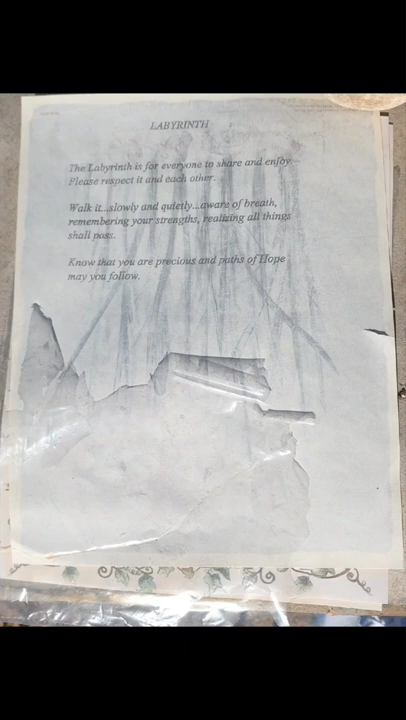 LABYRINTH
The Labyrinth is for everyone to share and enjoy
Please respect it and each other.
Walk it...slowly and quietly...aware of breath,
remembering your strengths, realizing all things
shall pass.
Know that you are precious and paths of Hope
may you follow.